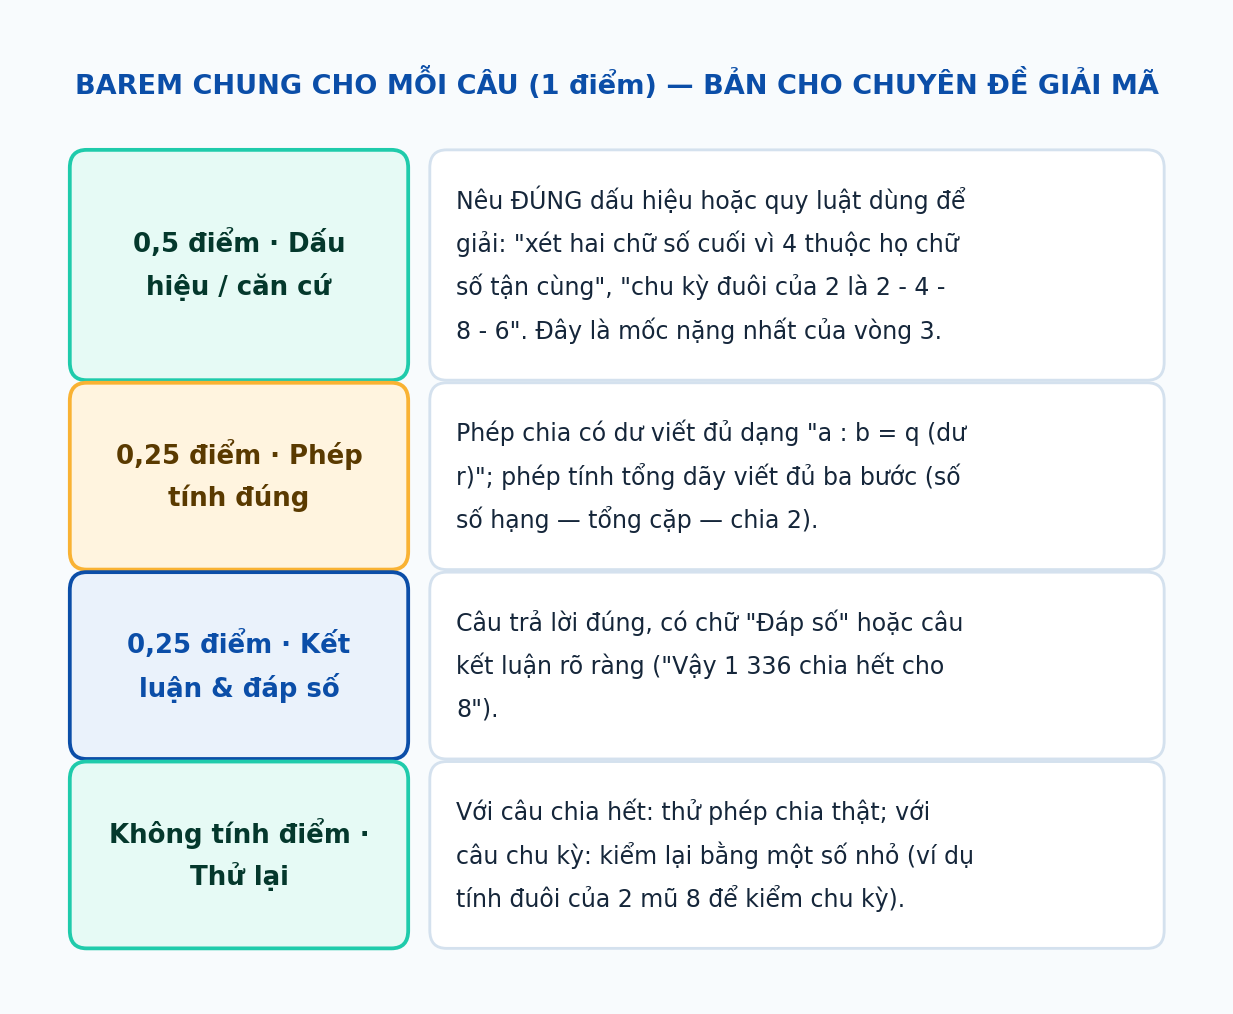 BAREM CHUNG CHO MỖI CÂU (1 điểm) — BẢN CHO CHUYÊN ĐỀ GIẢI MÃ
0,5 điểm · Dấu
hiệu / căn cứ
Nêu ĐÚNG dấu hiệu hoặc quy luật dùng để
giải: "xét hai chữ số cuối vì 4 thuộc họ chữ
số tận cùng", "chu kỳ đuôi của 2 là 2 - 4 -
8 - 6". Đây là mốc nặng nhất của vòng 3.
0,25 điểm · Phép
tính đúng
Phép chia có dư viết đủ dạng "a : b = q (dư
r)"; phép tính tổng dãy viết đủ ba bước (số
số hạng — tổng cặp — chia 2).
0,25 điểm · Kết
luận & đáp số
Câu trả lời đúng, có chữ "Đáp số" hoặc câu
kết luận rõ ràng ("Vậy 1 336 chia hết cho
8").
Không tính điểm ·
Thử lại
Với câu chia hết: thử phép chia thật; với
câu chu kỳ: kiểm lại bằng một số nhỏ (ví dụ
tính đuôi của 2 mũ 8 để kiểm chu kỳ).